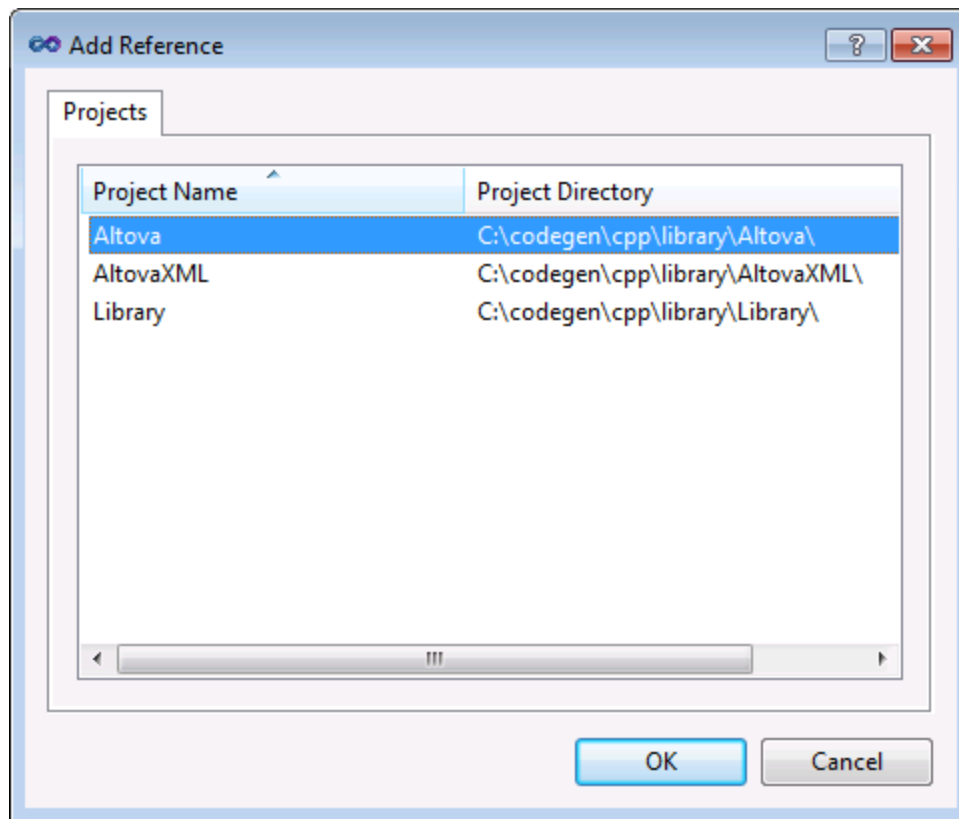 Add Reference
Projects
Project Name Project Directory
Altova C:\codegen\cpp\library\Altova\
AltovaXML C:\codegen\cpp\library\AltovaXML\
Library C:\codegen\cpp\library\Library\
OK Cancel